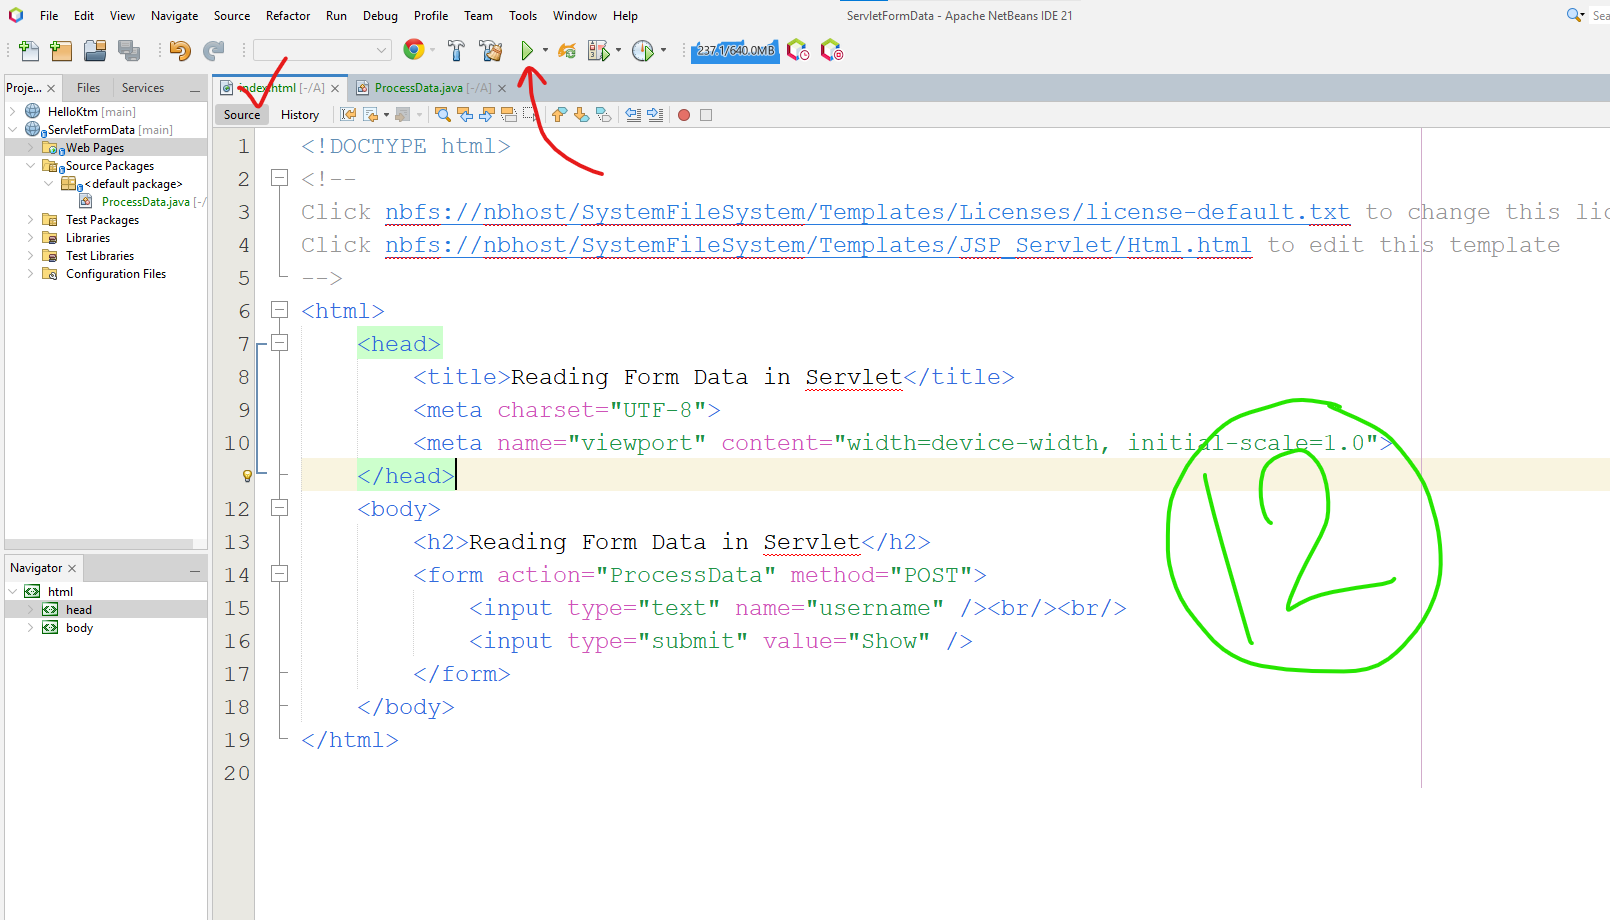 File Edit View Navigate Source Refactor Run Debug Profile Team Tools Window Help
ServletFormData - Apache NetBeans IDE 21
237.1/640.0MB
Proje... Files Services
index.html [-/A] ProcessData.java [-/A]
Source History
HelloKtm [main]
ServletFormData [main]
Web Pages
Source Packages
<default package>
ProcessData.java [-/
Test Packages
Libraries
Test Libraries
Configuration Files
Navigator
html
head
body
1 <!DOCTYPE html>
2 <!--
3 Click nbfs://nbhost/SystemFileSystem/Templates/Licenses/license-default.txt to change this lic
4 Click nbfs://nbhost/SystemFileSystem/Templates/JSP_Servlet/Html.html to edit this template
5 -->
6 <html>
7 <head>
8 <title>Reading Form Data in Servlet</title>
9 <meta charset="UTF-8">
10 <meta name="viewport" content="width=device-width, initial-scale=1.0">
</head>
12 <body>
13 <h2>Reading Form Data in Servlet</h2>
14 <form action="ProcessData" method="POST">
15 <input type="text" name="username" /><br/><br/>
16 <input type="submit" value="Show" />
17 </form>
18 </body>
19 </html>
20
12